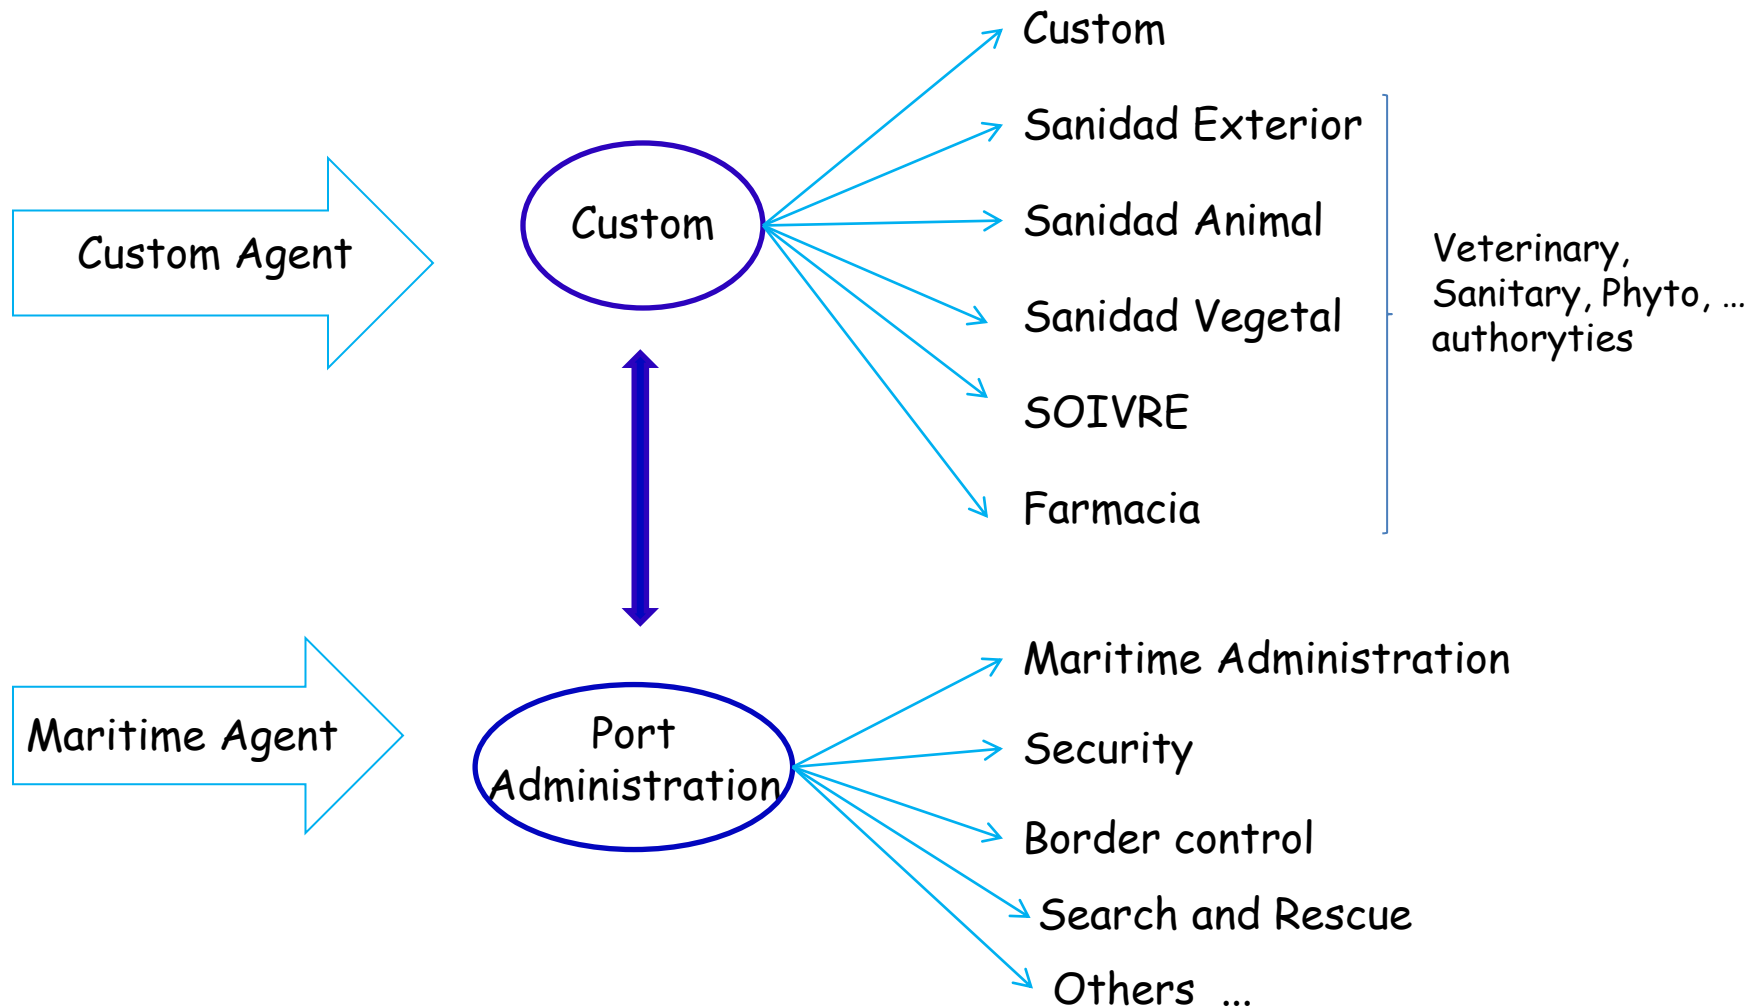 Custom Agent
Custom
Custom
Sanidad Exterior
Sanidad Animal
Sanidad Vegetal
SOIVRE
Farmacia
Veterinary,
Sanitary, Phyto, ...
authoryties
Maritime Agent
Port
Administration
Maritime Administration
Security
Border control
Search and Rescue
Others ...